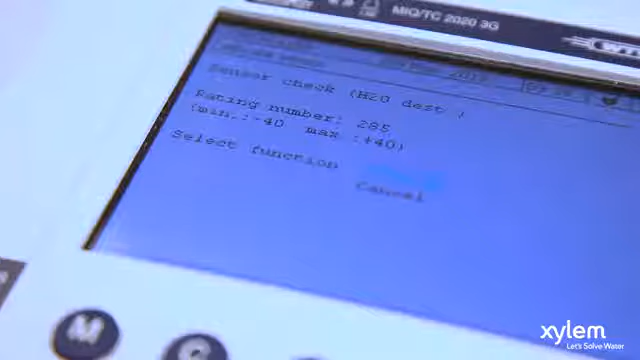 MIQ/TC 2020 3G
WTW
Sensor check (H2O dest.)
Rating number: 285
(min.:-40 max.:+40)
Select function
Cancel
M
C
xylem
Let's Solve Water